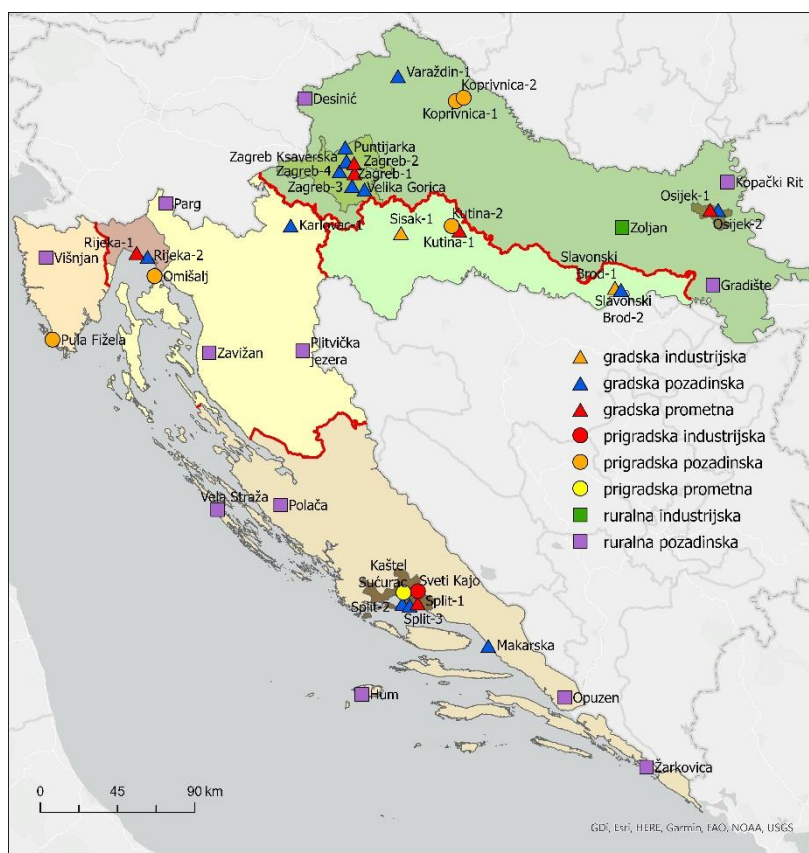 Varaždin-1
Koprivnica-2
Koprivnica-1
Desinić
Puntijarka
Zagreb Ksaverska
Zagreb-2
Zagreb-4
Zagreb-1
Zagreb-3
Velika Gorica
Kopački Rit
Osijek-1
Osijek-2
Parg
Karlovac-1
Sisak-1
Kutina-2
Kutina-1
Zoljan
Rijeka-1
Rijeka-2
Višnjan
Omišalj
Slavonski
Brod-1
Gradište
Slavonski
Brod-2
Pula Fižela
Zavižan
Plitvička
jezera
gradska industrijska
gradska pozadinska
gradska prometna
prigradska industrijska
prigradska pozadinska
prigradska prometna
ruralna industrijska
ruralna pozadinska
Vela Straža
Polača
Kaštel
Sućurac
Sveti Kajo
Split-2
Split-1
Split-3
Makarska
Hum
Opuzen
Žarkovica
0 45 90 km
GDi, Esri, HERE, Garmin, FAO, NOAA, USGS